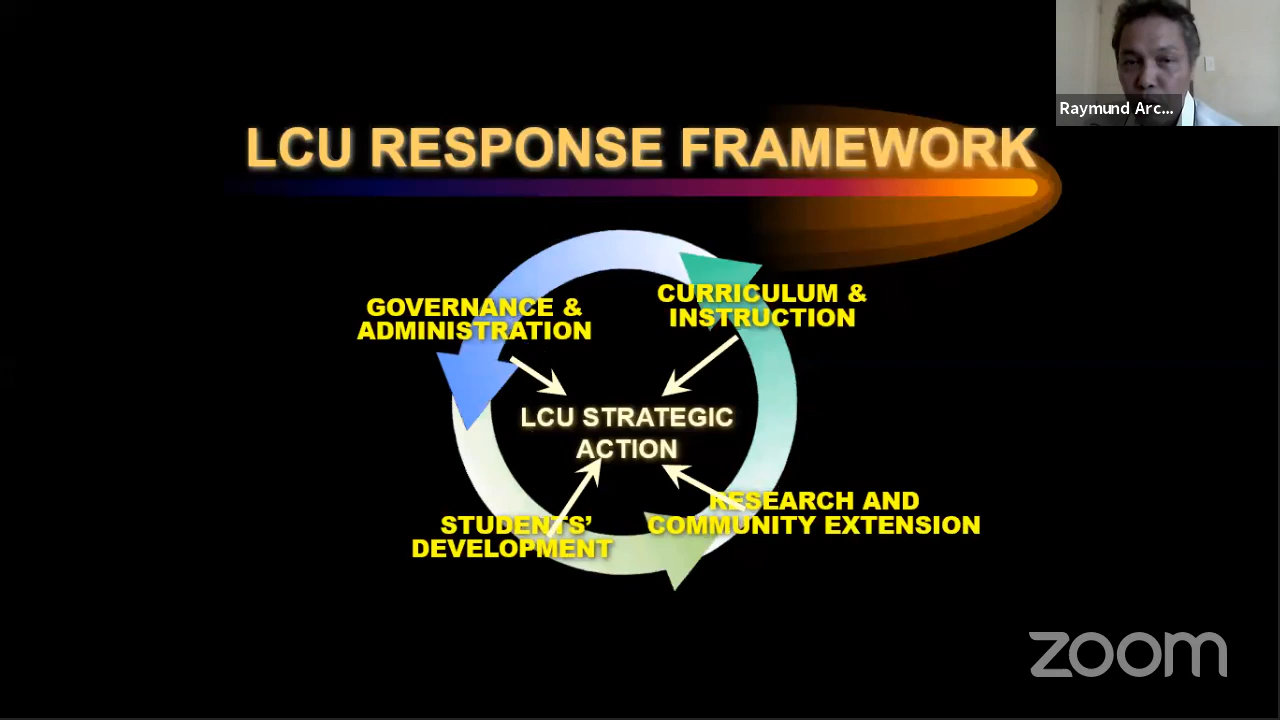 Raymund Arc...
LCU RESPONSE FRAMEWORK
GOVERNANCE &
ADMINISTRATION
CURRICULUM &
INSTRUCTION
LCU STRATEGIC
ACTION
STUDENTS'
DEVELOPMENT
RESEARCH AND
COMMUNITY EXTENSION
zoom